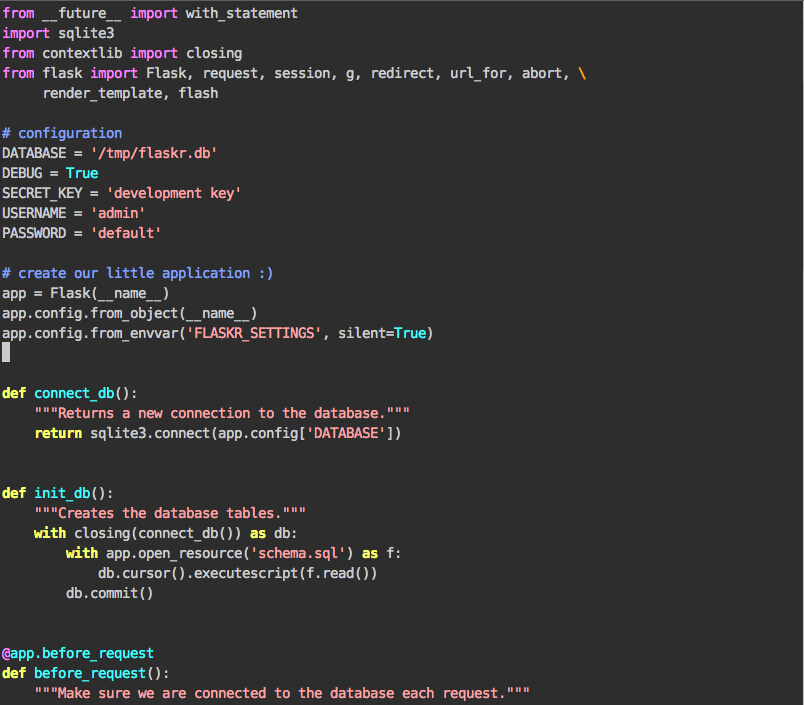 from __future__ import with_statement
import sqlite3
from contextlib import closing
from flask import Flask, request, session, g, redirect, url_for, abort, \
     render_template, flash

# configuration
DATABASE = '/tmp/flaskr.db'
DEBUG = True
SECRET_KEY = 'development key'
USERNAME = 'admin'
PASSWORD = 'default'

# create our little application :)
app = Flask(__name__)
app.config.from_object(__name__)
app.config.from_envvar('FLASKR_SETTINGS', silent=True)

def connect_db():
    """Returns a new connection to the database."""
    return sqlite3.connect(app.config['DATABASE'])

def init_db():
    """Creates the database tables."""
    with closing(connect_db()) as db:
        with app.open_resource('schema.sql') as f:
            db.cursor().executescript(f.read())
        db.commit()

@app.before_request
def before_request():
    """Make sure we are connected to the database each request."""